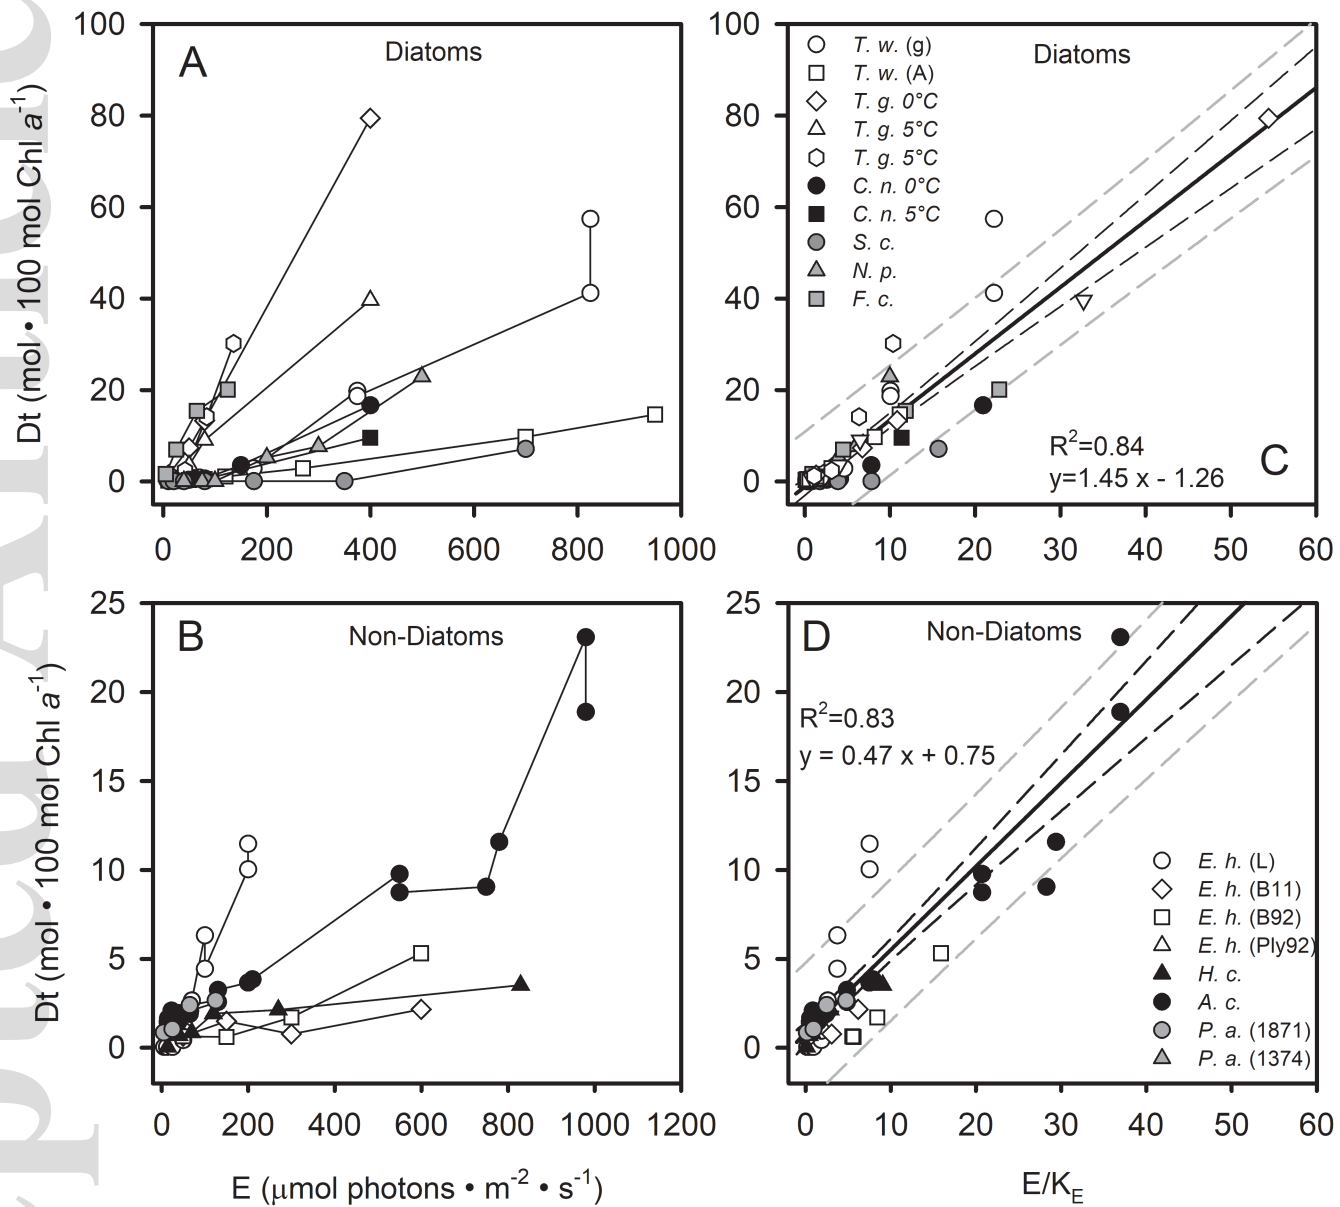 A
Diatoms
100
80
60
40
20
0
0 200 400 600 800 1000
Dt (mol • 100 mol Chl a⁻¹)
C
Diatoms
T. w. (g)
T. w. (A)
T. g. 0°C
T. g. 5°C
T. g. 5°C
C. n. 0°C
C. n. 5°C
S. c.
N. p.
F. c.
R²=0.84
y=1.45 x - 1.26
100
80
60
40
20
0
0 10 20 30 40 50 60
B
Non-Diatoms
25
20
15
10
5
0
0 200 400 600 800 1000 1200
Dt (mol • 100 mol Chl a⁻¹)
E (μmol photons • m⁻² • s⁻¹)
D
Non-Diatoms
R²=0.83
y = 0.47 x + 0.75
E. h. (L)
E. h. (B11)
E. h. (B92)
E. h. (Ply92)
H. c.
A. c.
P. a. (1871)
P. a. (1374)
25
20
15
10
5
0
0 10 20 30 40 50 60
E/K_E